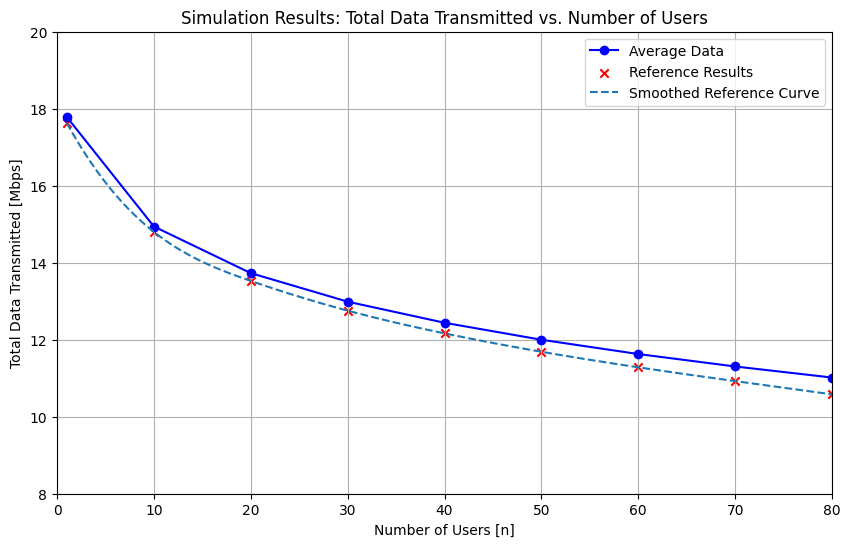 Simulation Results: Total Data Transmitted vs. Number of Users
Total Data Transmitted [Mbps]
20
18
16
14
12
10
8
Average Data
Reference Results
Smoothed Reference Curve
0 10 20 30 40 50 60 70 80
Number of Users [n]